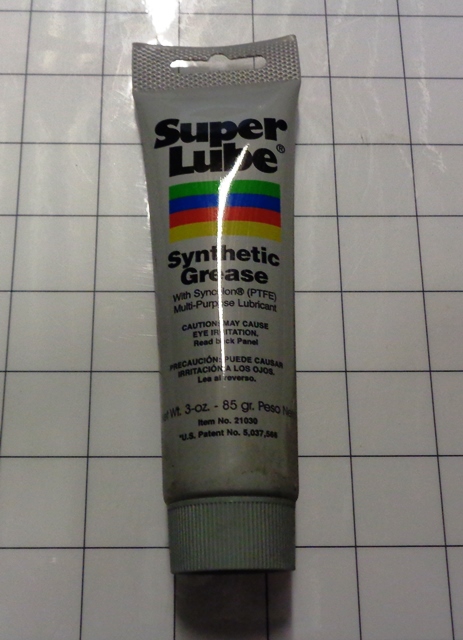 Super
Lube®
Synthetic
Grease
With Syncolon® (PTFE)
Multi-Purpose Lubricant
CAUTION: MAY CAUSE
EYE IRRITATION.
Read back Panel
PRECAUCIÓN: PUEDE CAUSAR
IRRITACIÓN A LOS OJOS.
Lea al reverso.
Wt. 3-oz. - 85 gr. Peso
Item No. 21030
*U.S. Patent No. 5,037,566